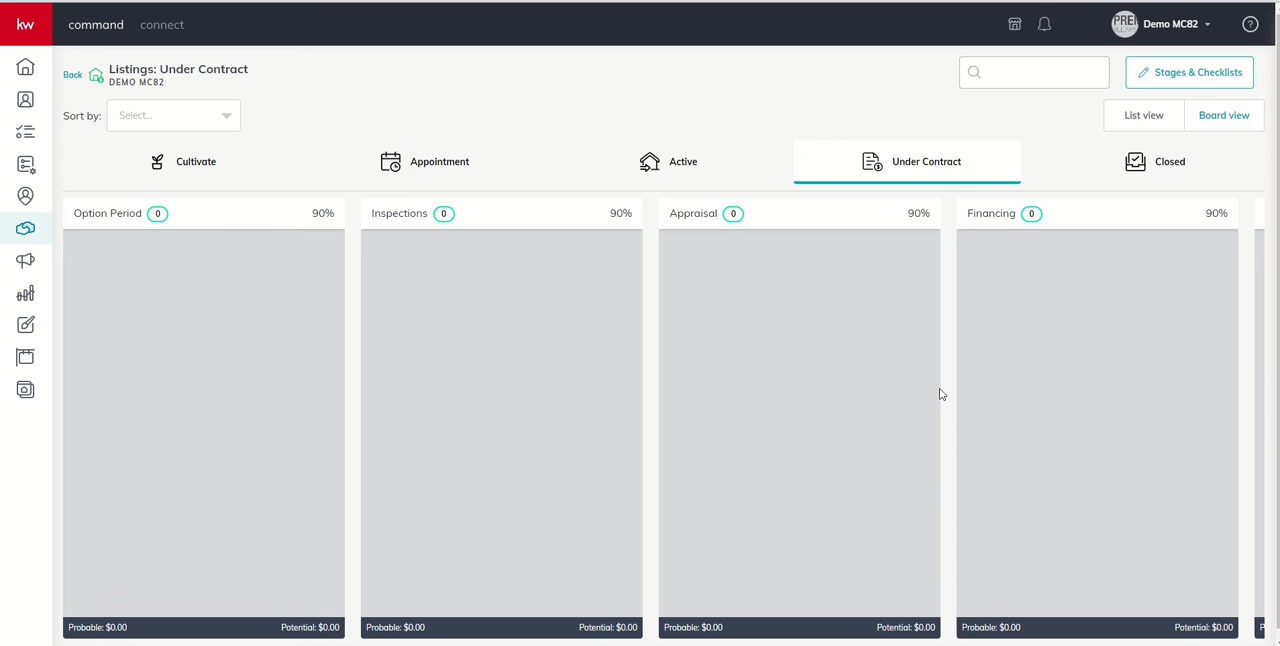 kw
command
connect
PREI
Demo MC82
?
Back
Listings: Under Contract
DEMO MC82
Stages & Checklists
Sort by:
Select...
List view
Board view
Cultivate
Appointment
Active
Under Contract
Closed
Option Period 0 90%
Inspections 0 90%
Appraisal 0 90%
Financing 0 90%
Probable: $0.00 Potential: $0.00
Probable: $0.00 Potential: $0.00
Probable: $0.00 Potential: $0.00
Probable: $0.00 Potential: $0.00
P